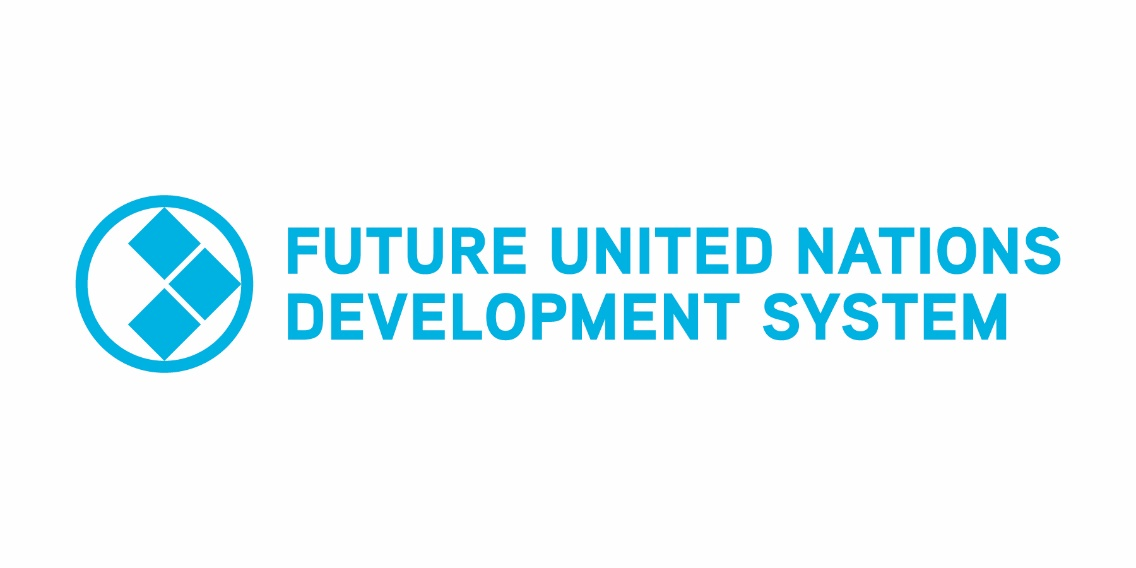 FUTURE UNITED NATIONS
DEVELOPMENT SYSTEM